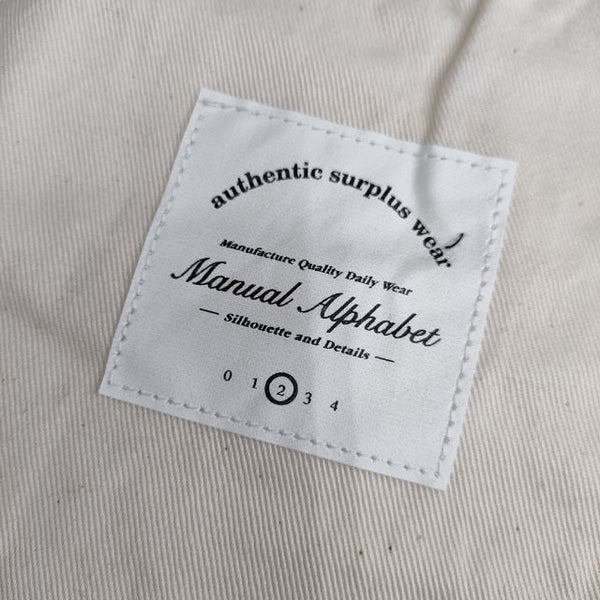 authentic surplus wear
Manufacture Quality Daily Wear
Manual Alphabet
— Silhouette and Details —
0 1 2 3 4